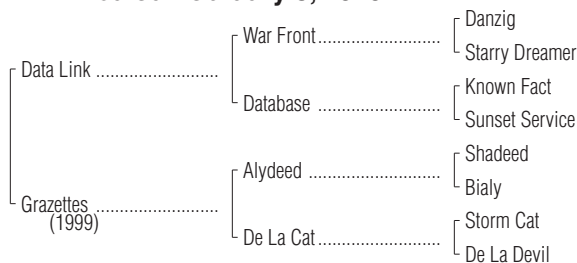 Danzig
War Front
Starry Dreamer
Data Link
Known Fact
Database
Sunset Service
Shadeed
Alydeed
Bialy
Grazettes
(1999)
Storm Cat
De La Cat
De La Devil